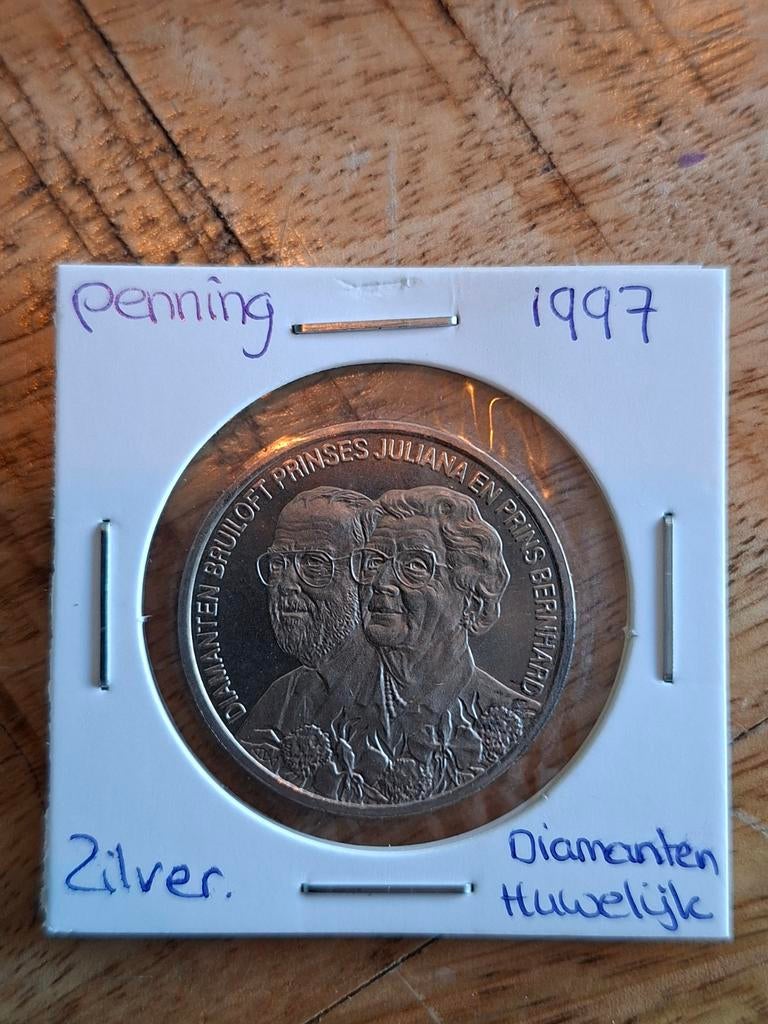 Penning
1997
DIAMANTEN BRUILOFT PRINSES JULIANA EN PRINS BERNHARD
Zilver.
Diamanten
Huwelijk